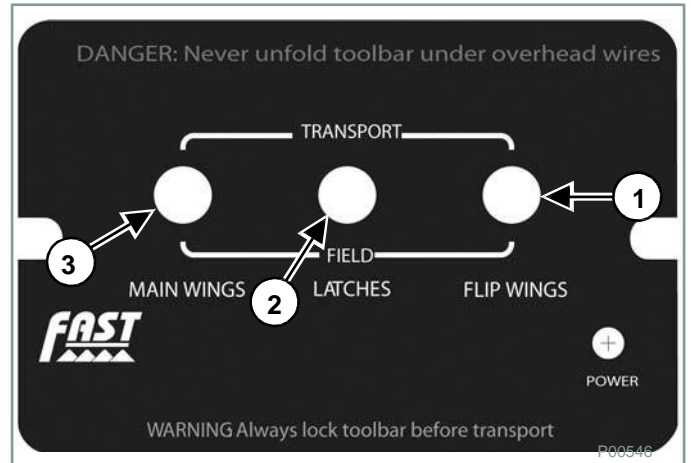 DANGER: Never unfold toolbar under overhead wires
TRANSPORT
1
3
2
FIELD
MAIN WINGS LATCHES FLIP WINGS
FAST
POWER
WARNING Always lock toolbar before transport
P00546